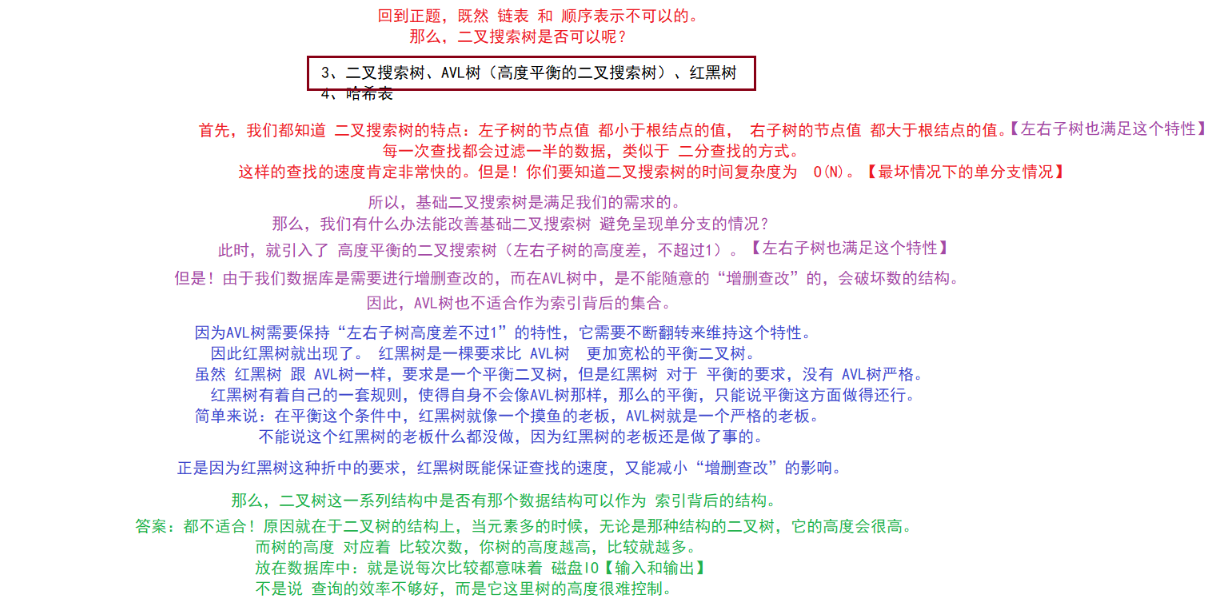 回到正题，既然 链表 和 顺序表示不可以的。
那么，二叉搜索树是否可以呢？
3、二叉搜索树、AVL树（高度平衡的二叉搜索树）、红黑树
4、哈希表
首先，我们都知道 二叉搜索树的特点：左子树的节点值 都小于根结点的值， 右子树的节点值 都大于根结点的值。【左右子树也满足这个特性】
每一次查找都会过滤一半的数据，类似于 二分查找的方式。
这样的查找的速度肯定非常快的。但是！你们要知道二叉搜索树的时间复杂度为 O(N)。【最坏情况下的单分支情况】
所以，基础二叉搜索树是满足我们的需求的。
那么，我们有什么办法能改善基础二叉搜索树 避免呈现单分支的情况？
此时，就引入了 高度平衡的二叉搜索树（左右子树的高度差，不超过1）。【左右子树也满足这个特性】
但是！由于我们数据库是需要进行增删查改的，而在AVL树中，是不能随意的“增删查改”的，会破坏数的结构。
因此，AVL树也不适合作为索引背后的集合。
因为AVL树需要保持“左右子树高度差不过1”的特性，它需要不断翻转来维持这个特性。
因此红黑树就出现了。 红黑树是一棵要求比 AVL树 更加宽松的平衡二叉树。
虽然 红黑树 跟 AVL树一样，要求是一个平衡二叉树，但是红黑树 对于 平衡的要求，没有 AVL树严格。
红黑树有着自己的一套规则，使得自身不会像AVL树那样，那么的平衡，只能说平衡这方面做得还行。
简单来说：在平衡这个条件中，红黑树就像一个摸鱼的老板，AVL树就是一个严格的老板。
不能说这个红黑树的老板什么都没做，因为红黑树的老板还是做了事的。
正是因为红黑树这种折中的要求，红黑树既能保证查找的速度，又能减小“增删查改”的影响。
那么，二叉树这一系列结构中是否有那个数据结构可以作为 索引背后的结构。
答案：都不适合！原因就在于二叉树的结构上，当元素多的时候，无论是那种结构的二叉树，它的高度会很高。
而树的高度 对应着 比较次数，你树的高度越高，比较就越多。
放在数据库中：就是说每次比较都意味着 磁盘IO【输入和输出】
不是说 查询的效率不够好，而是它这里树的高度很难控制。